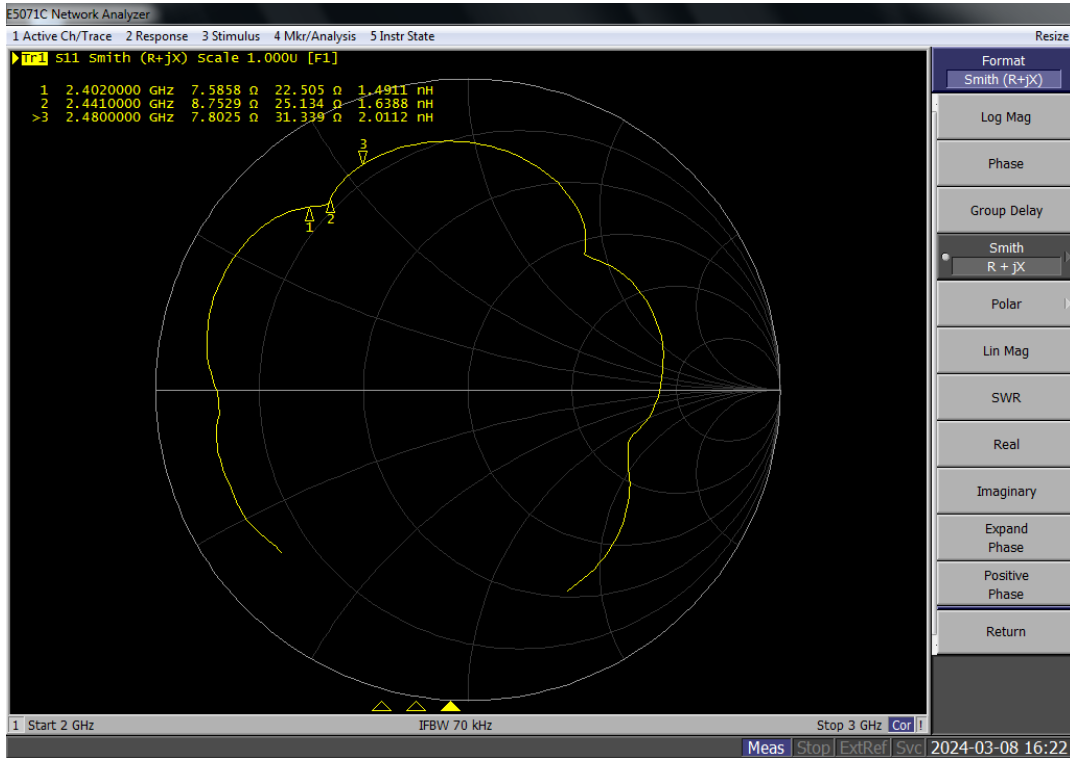 E5071C Network Analyzer
1 Active Ch/Trace 2 Response 3 Stimulus 4 Mkr/Analysis 5 Instr State Resize
Tr1 S11 Smith (R+jX) Scale 1.000U [F1]
1 2.4020000 GHz 7.5858 Ω 22.505 Ω 1.4911 nH
2 2.4410000 GHz 8.7529 Ω 25.134 Ω 1.6388 nH
>3 2.4800000 GHz 7.8025 Ω 31.339 Ω 2.0112 nH
3
1
2
Format
Smith (R+jX)
Log Mag
Phase
Group Delay
Smith
R + jX
Polar
Lin Mag
SWR
Real
Imaginary
Expand
Phase
Positive
Phase
Return
1 Start 2 GHz IFBW 70 kHz Stop 3 GHz Cor !
Meas Stop ExtRef Svc 2024-03-08 16:22